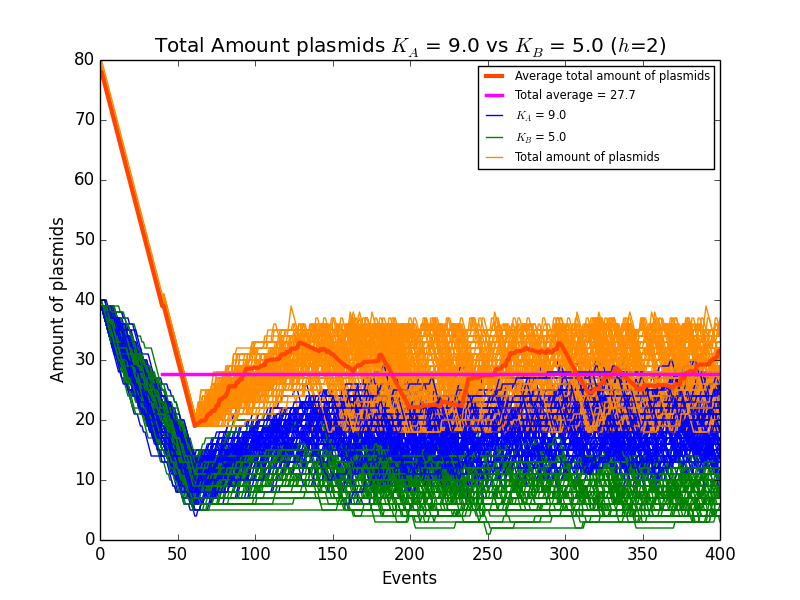 Total Amount plasmids K_A = 9.0 vs K_B = 5.0 (h=2)
Average total amount of plasmids
Total average = 27.7
K_A = 9.0
K_B = 5.0
Total amount of plasmids
Amount of plasmids
80
70
60
50
40
30
20
10
0
0 50 100 150 200 250 300 350 400
Events